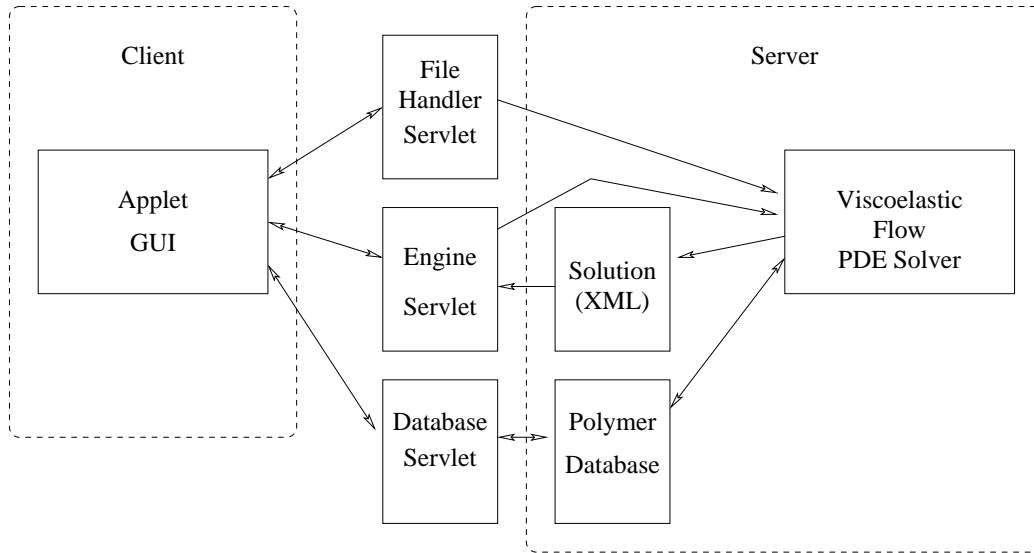 Client
Server
File
Handler
Servlet
Applet
GUI
Engine
Servlet
Solution
(XML)
Viscoelastic
Flow
PDE Solver
Database
Servlet
Polymer
Database